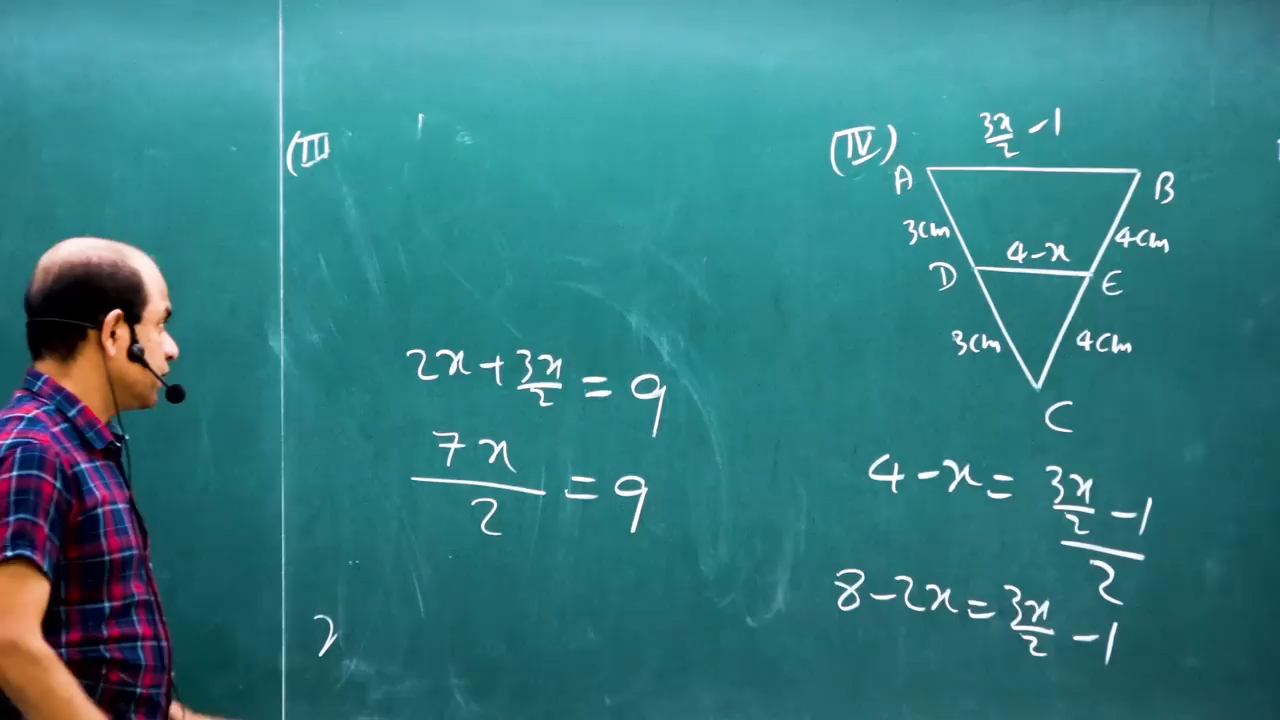 (III)
2x + 3x/2 = 9
7x/2 = 9
(IV)
3x/2 - 1
A
B
3cm
4cm
4-x
D
E
3cm
4cm
C
4-x = (3x/2 - 1)/2
8-2x = 3x/2 - 1